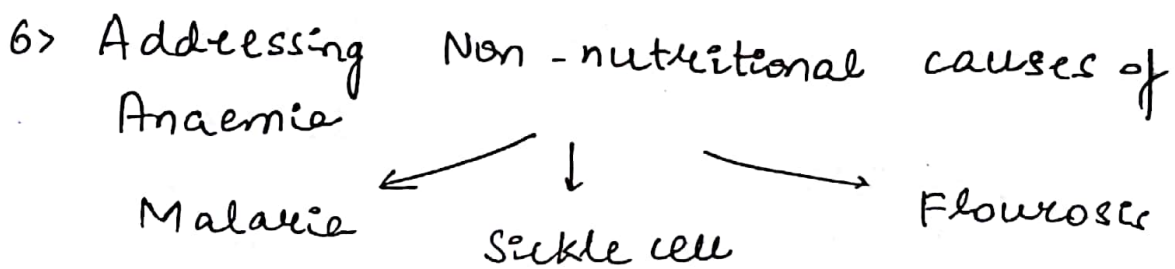 6> Addressing Non-nutritional causes of
Anaemia
Malaria
Sickle cell
Flourosis